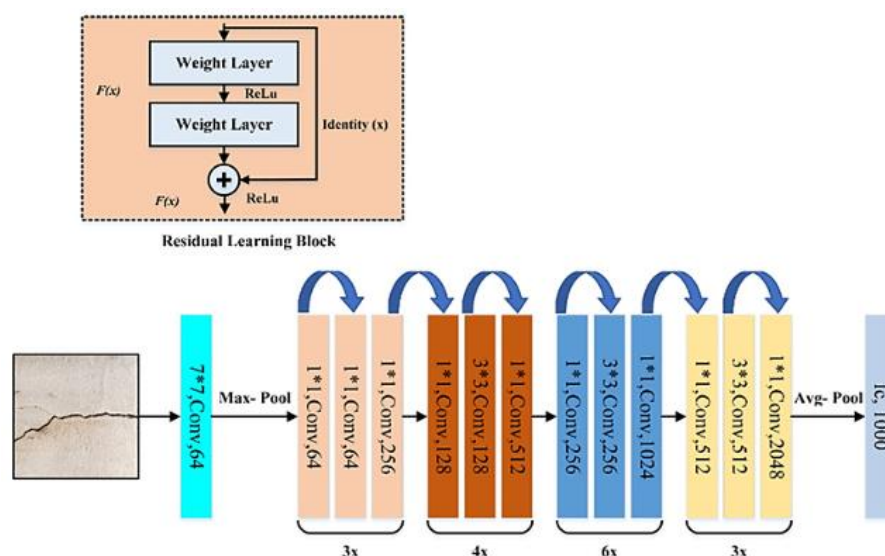 Weight Layer
F(x)
ReLu
Weight Layer
Identity (x)
+
F(x)
ReLu
Residual Learning Block
7*7,Conv,64
Max- Pool
1*1,Conv,64
1*1,Conv,64
1*1,Conv,256
1*1,Conv,128
3*3,Conv,128
1*1,Conv,512
1*1,Conv,256
3*3,Conv,256
1*1,Conv,1024
1*1,Conv,512
3*3,Conv,512
1*1,Conv,2048
Avg- Pool
1000
3x
4x
6x
3x